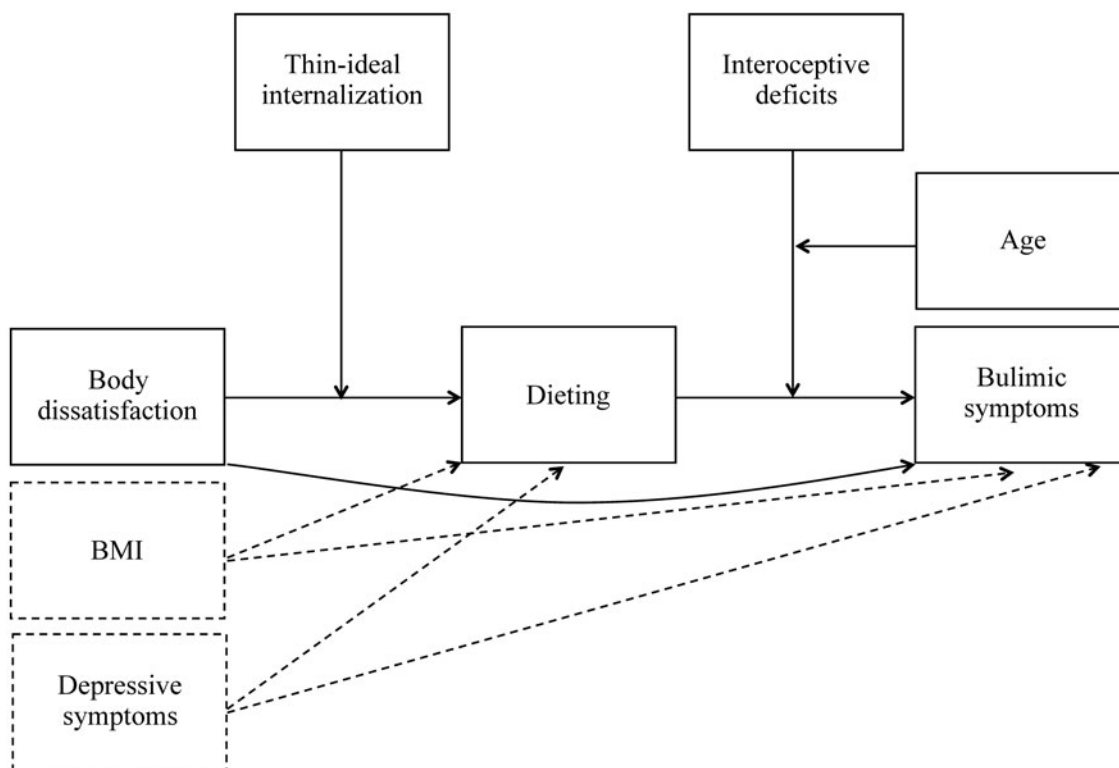 Thin-ideal
internalization
Interoceptive
deficits
Age
Body
dissatisfaction
Dieting
Bulimic
symptoms
BMI
Depressive
symptoms